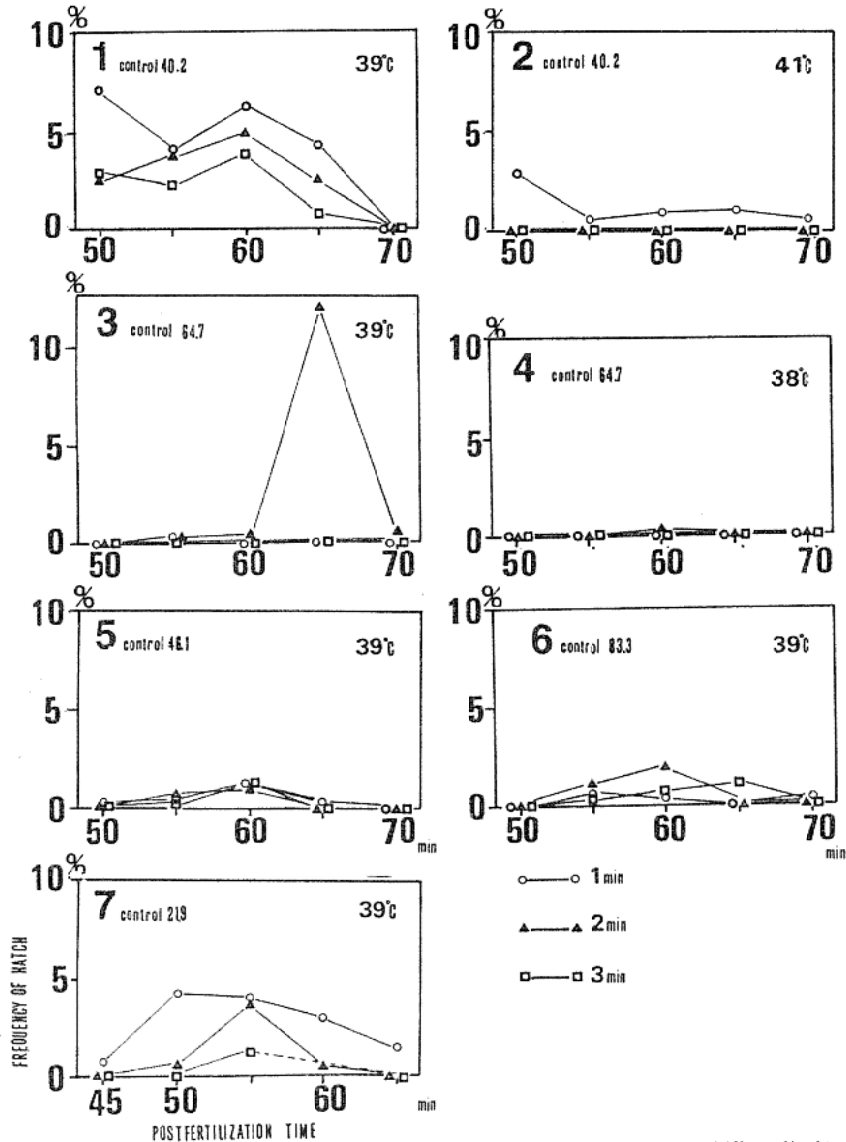 %
10
1 control 40.2 39°C
5
0
50 60 70
%
10
2 control 40.2 41°C
5
0
50 60 70
%
10
3 control 64.7 39°C
5
0
50 60 70
%
10
4 control 64.7 38°C
5
0
50 60 70
%
10
5 control 46.1 39°C
5
0
50 60 70 min
%
10
6 control 83.3 39°C
5
0
50 60 70 min
%
10
7 control 21.9 39°C
5
0
45 50 60 min
FREQUENCY OF HATCH
POSTFERTILIZATION TIME
1 min
2 min
3 min